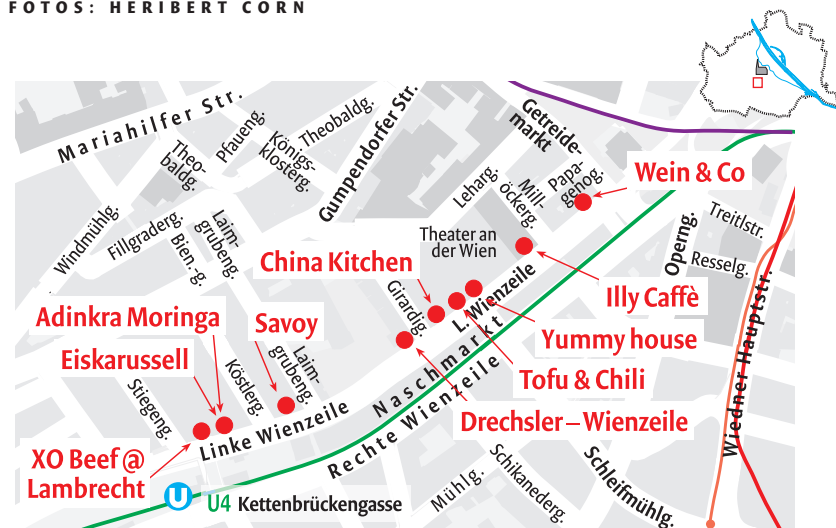 FOTOS: HERIBERT CORN
Mariahilfer Str.
Theo-
baldg.
Pfaueng.
Königs-
klosterg.
Theobaldg.
Gumpendorfer Str.
Getreide-
markt
Papa-
genog.
Wein & Co
Leharg.
Mill-
öckerg.
Windmühlg.
Fillgraderg.
Bien.-g.
Laim-
grubeng.
Theater an
der Wien
Operng.
Treitlstr.
Resselg.
China Kitchen
Girardig.
L. Wienzeile
Illy Caffè
Adinkra Moringa
Savoy
Yummy house
Eiskarussell
Laim-
grubeng.
Naschmarkt
Tofu & Chili
Wiedner Hauptstr.
Stiegeng.
Köstlerg.
Drechsler–Wienzeile
Linke Wienzeile
Rechte Wienzeile
XO Beef @
Lambrecht
Mühlg.
Schikanederg.
Schleifmühlg.
U
U4 Kettenbrückengasse